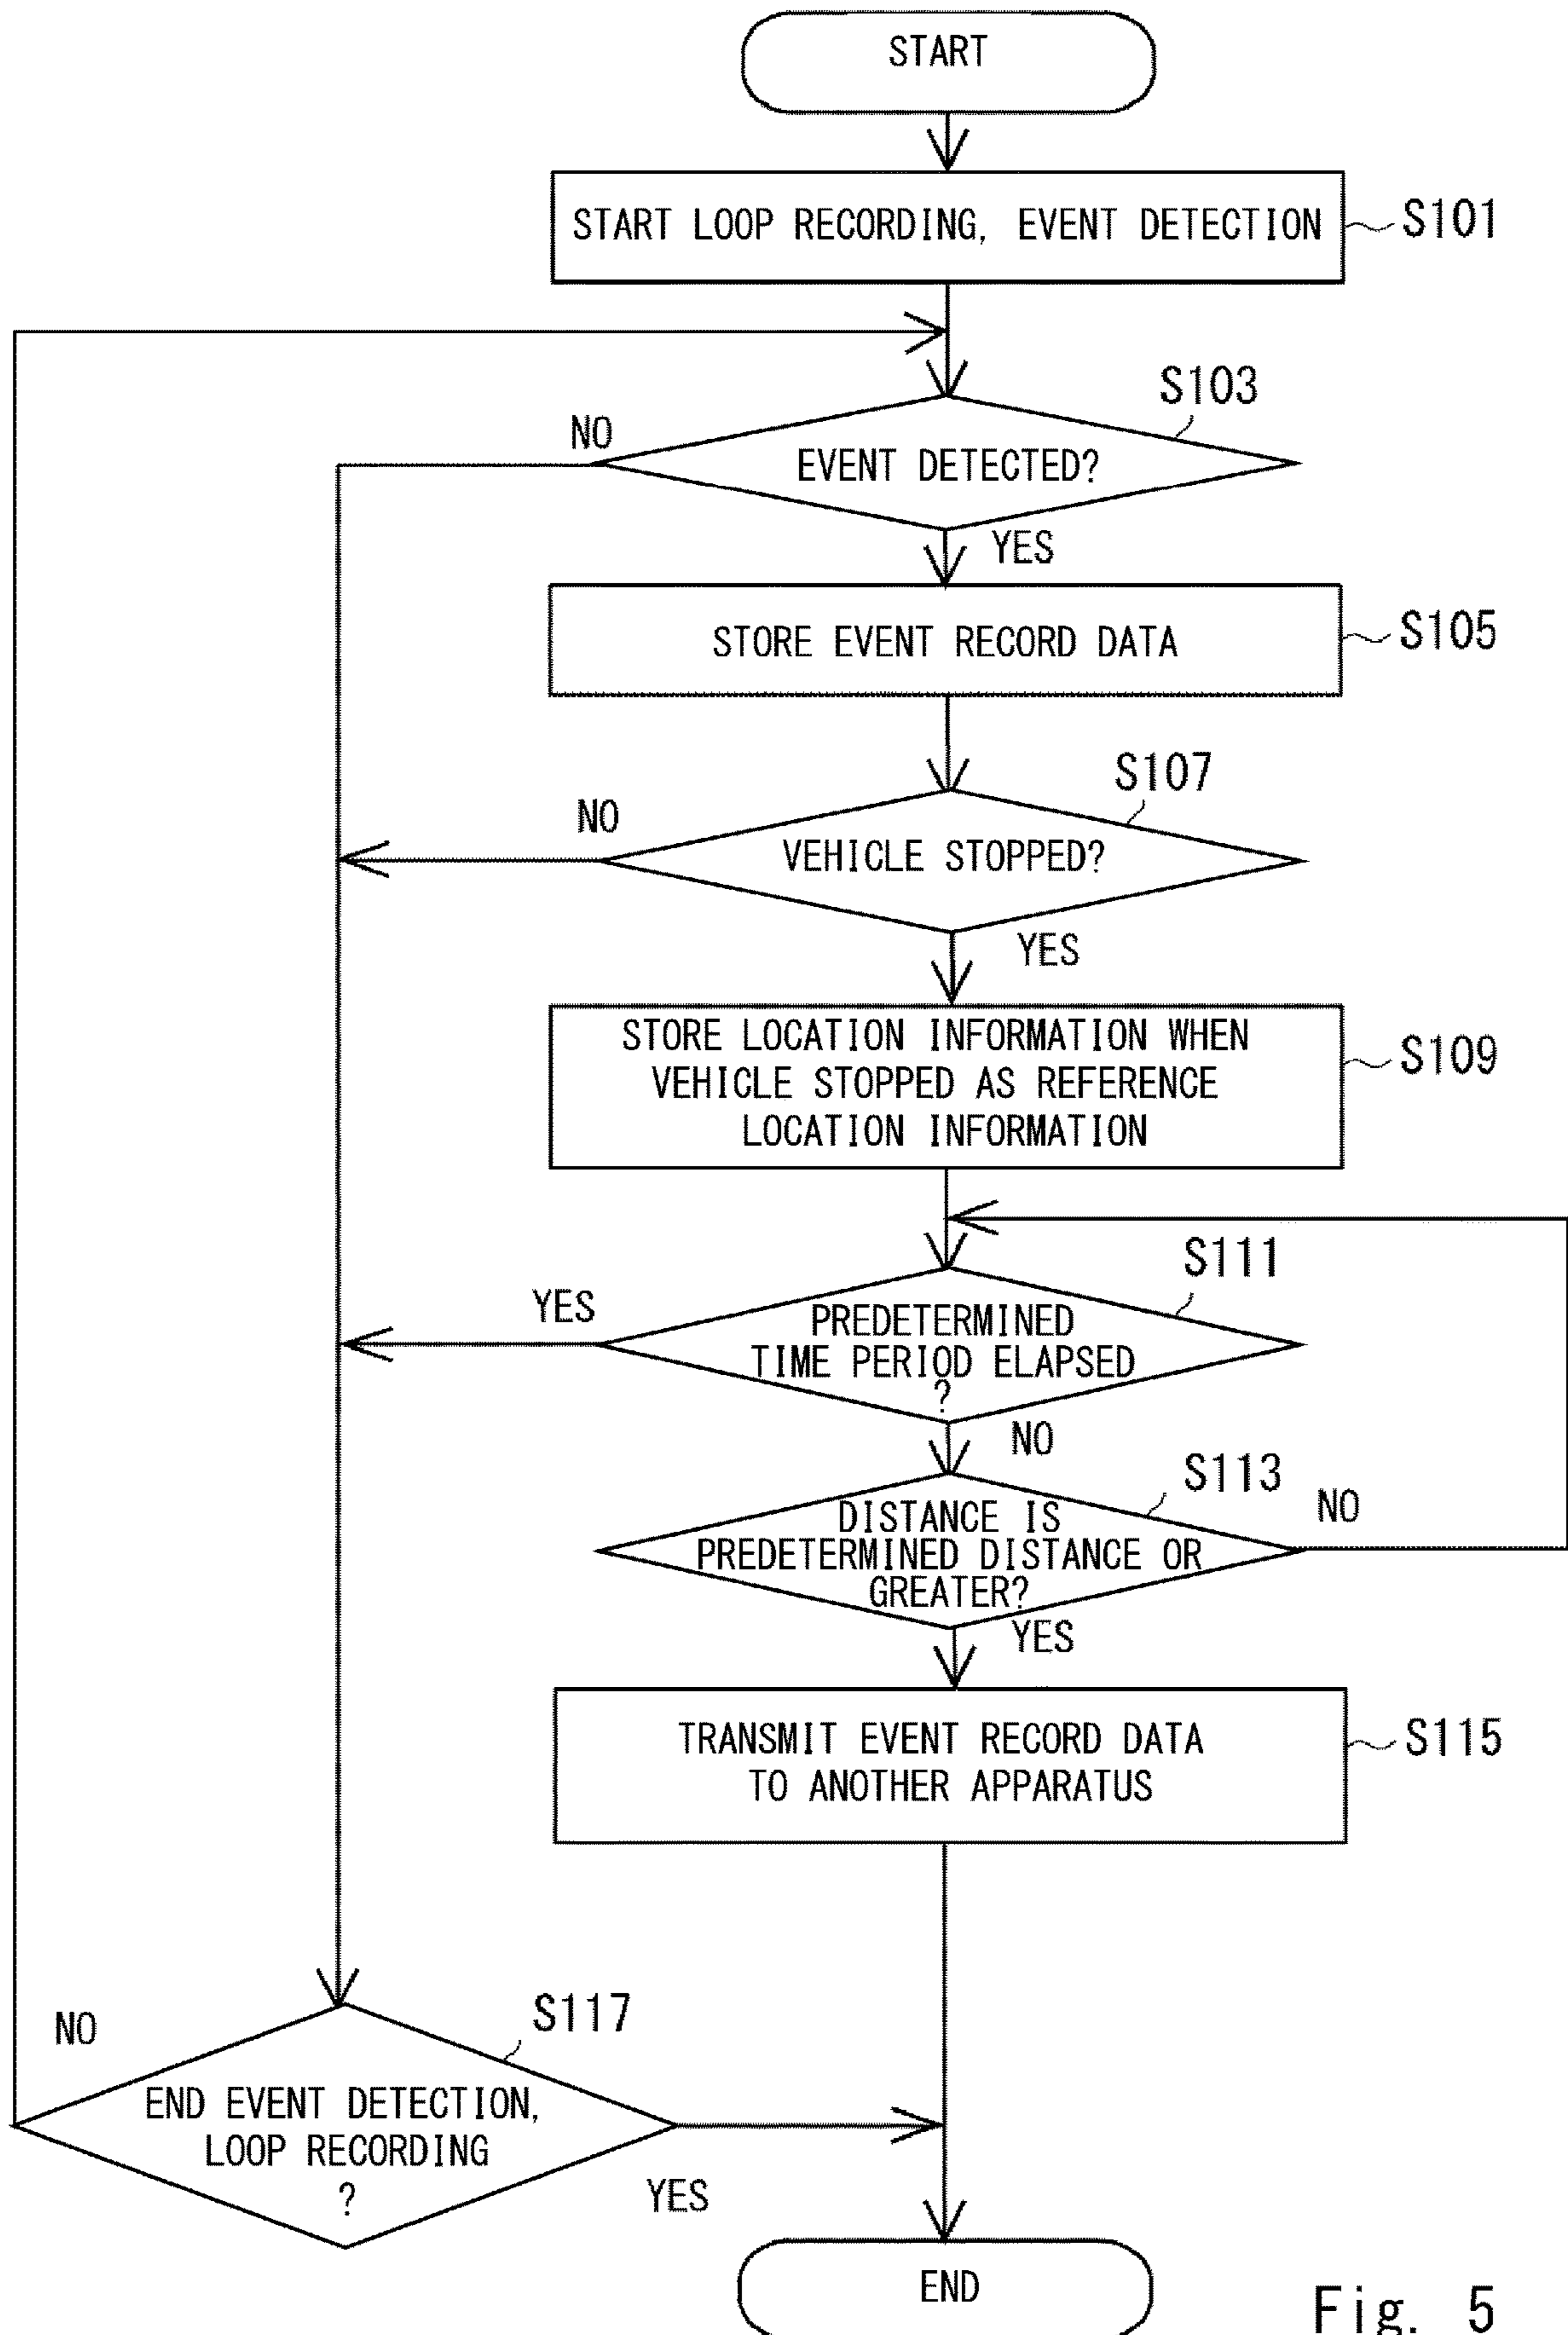 START
START LOOP RECORDING, EVENT DETECTION
S101
S103
NO
EVENT DETECTED?
YES
STORE EVENT RECORD DATA
S105
S107
NO
VEHICLE STOPPED?
YES
STORE LOCATION INFORMATION WHEN
VEHICLE STOPPED AS REFERENCE
LOCATION INFORMATION
S109
S111
YES
PREDETERMINED
TIME PERIOD ELAPSED
?
NO
S113
NO
DISTANCE IS
PREDETERMINED DISTANCE OR
GREATER?
YES
TRANSMIT EVENT RECORD DATA
TO ANOTHER APPARATUS
S115
S117
NO
END EVENT DETECTION,
LOOP RECORDING
?
YES
END
Fig. 5